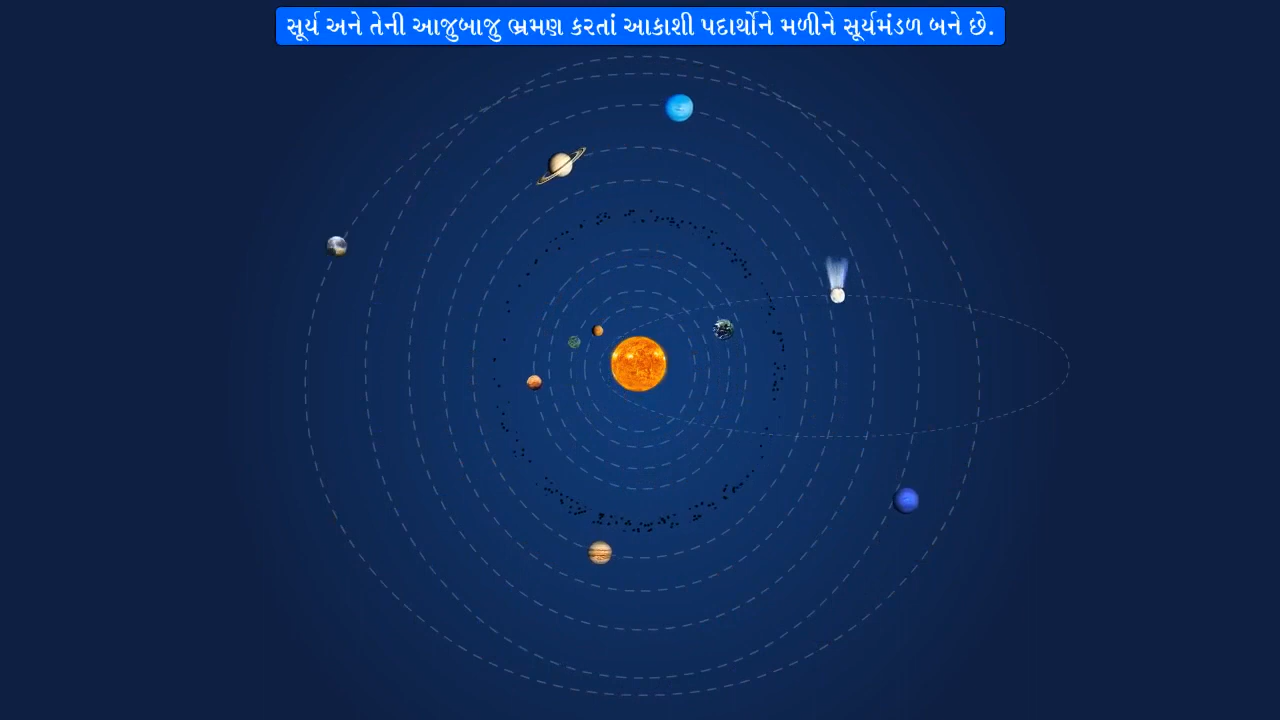 સૂર્ય અને તેની આજુબાજુ ભ્રમણ કરતાં આકાશી પદાર્થોને મળીને સૂર્યમંડળ બને છે.